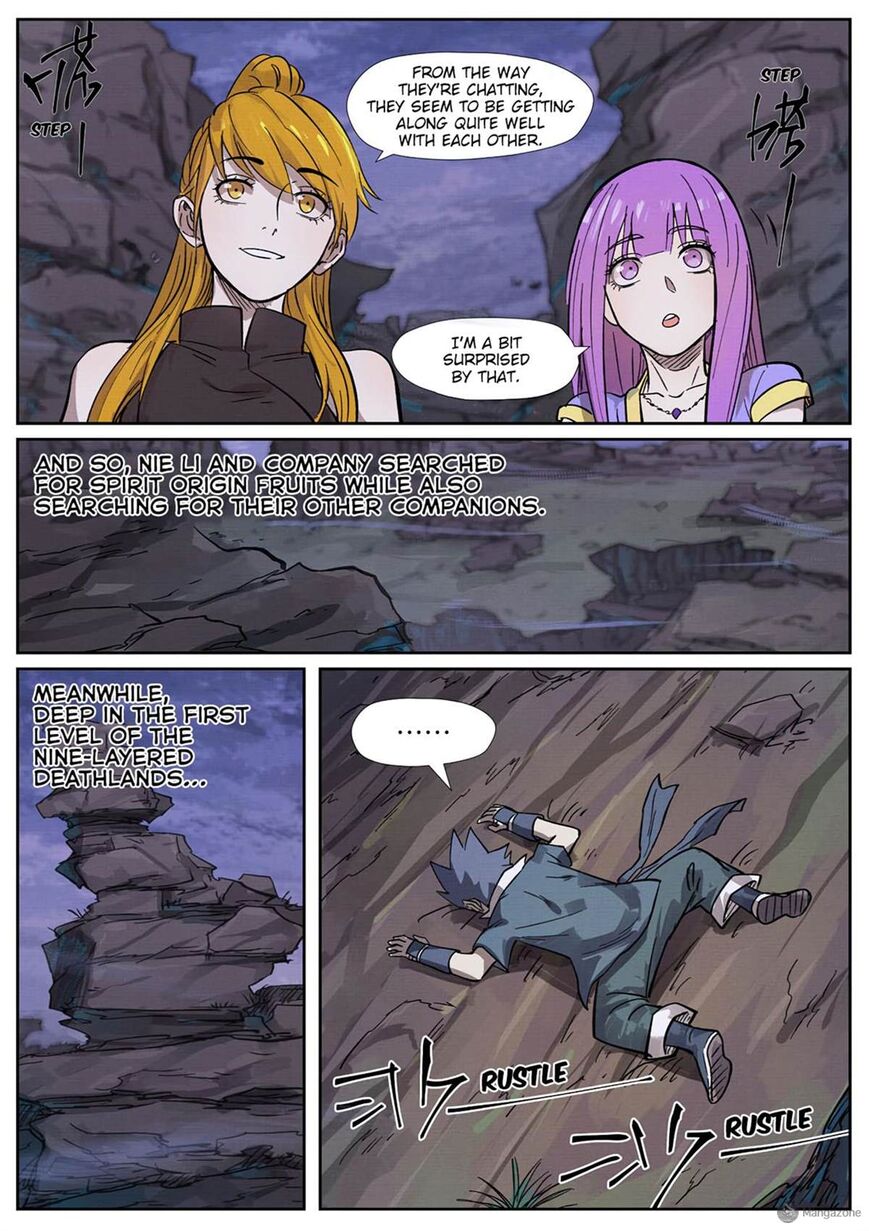 STEP
FROM THE WAY
THEY'RE CHATTING,
THEY SEEM TO BE GETTING
ALONG QUITE WELL
WITH EACH OTHER.
STEP
I'M A BIT
SURPRISED
BY THAT.
AND SO, NIE LI AND COMPANY SEARCHED
FOR SPIRIT ORIGIN FRUITS WHILE ALSO
SEARCHING FOR THEIR OTHER COMPANIONS.
MEANWHILE,
DEEP IN THE FIRST
LEVEL OF THE
NINE-LAYERED
DEATHLANDS...
......
RUSTLE
RUSTLE
Mangazone